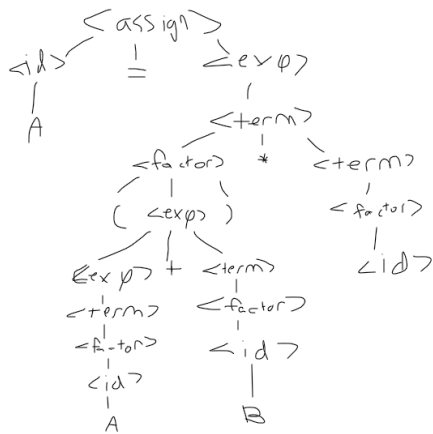 <assign>
<id> = <exp>
A <term>
<factor> * <term>
( <exp> ) <factor>
<exp> + <term> <id>
<term> <factor>
<factor> <id>
<id>
A B